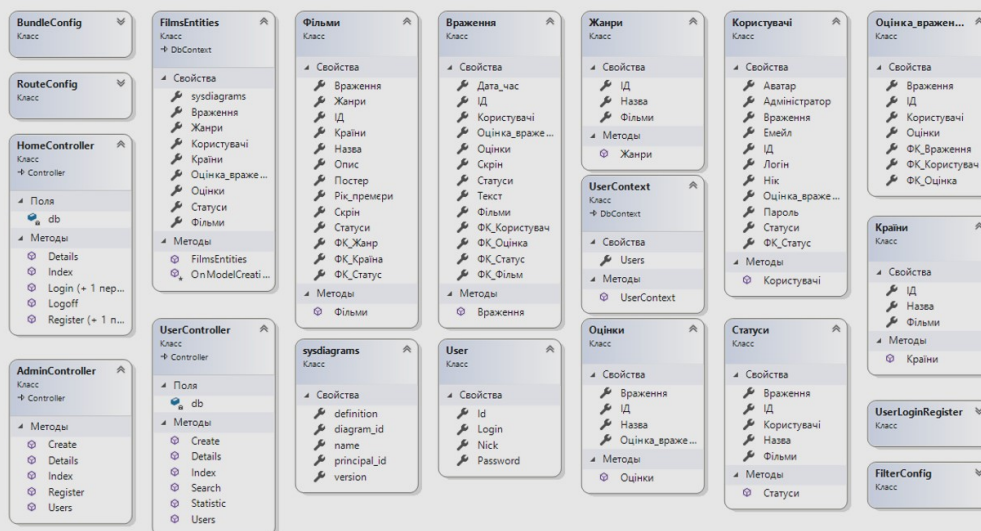 BundleConfig
Класс
RouteConfig
Класс
HomeController
Класс
Controller
Поля
db
Методы
Details
Index
Login (+ 1 пер...
Logoff
Register (+ 1 п...
AdminController
Класс
Controller
Методы
Create
Details
Index
Register
Users
FilmsEntities
Класс
DbContext
Свойства
sysdiagrams
Враження
Жанри
Користувачі
Країни
Оцінка_враже...
Оцінки
Статуси
Фільми
Методы
FilmsEntities
OnModelCreati...
UserController
Класс
Controller
Поля
db
Методы
Create
Details
Index
Search
Statistic
Users
Фільми
Класс
Свойства
Враження
Жанри
ІД
Країни
Назва
Опис
Постер
Рік_премєри
Скрін
Статуси
ФК_Жанр
ФК_Країна
ФК_Статус
Методы
Фільми
sysdiagrams
Класс
Свойства
definition
diagram_id
name
principal_id
version
Враження
Класс
Свойства
Дата_час
ІД
Користувачі
Оцінка_враже...
Оцінки
Скрін
Статуси
Текст
Фільми
ФК_Користувач
ФК_Оцінка
ФК_Статус
ФК_Фільм
Методы
Враження
User
Класс
Свойства
Id
Login
Nick
Password
Жанри
Класс
Свойства
ІД
Назва
Фільми
Методы
Жанри
UserContext
Класс
DbContext
Свойства
Users
Методы
UserContext
Оцінки
Класс
Свойства
Враження
ІД
Назва
Оцінка_враже...
Методы
Оцінки
Користувачі
Класс
Свойства
Аватар
Адміністратор
Враження
Емейл
ІД
Логін
Нік
Оцінка_враже...
Пароль
Статуси
ФК_Статус
Методы
Користувачі
Статуси
Класс
Свойства
Враження
ІД
Користувачі
Назва
Фільми
Методы
Статуси
Оцінка_вражен...
Класс
Свойства
Враження
ІД
Користувачі
Оцінки
ФК_Враження
ФК_Користувач
ФК_Оцінка
Країни
Класс
Свойства
ІД
Назва
Фільми
Методы
Країни
UserLoginRegister
Класс
FilterConfig
Класс